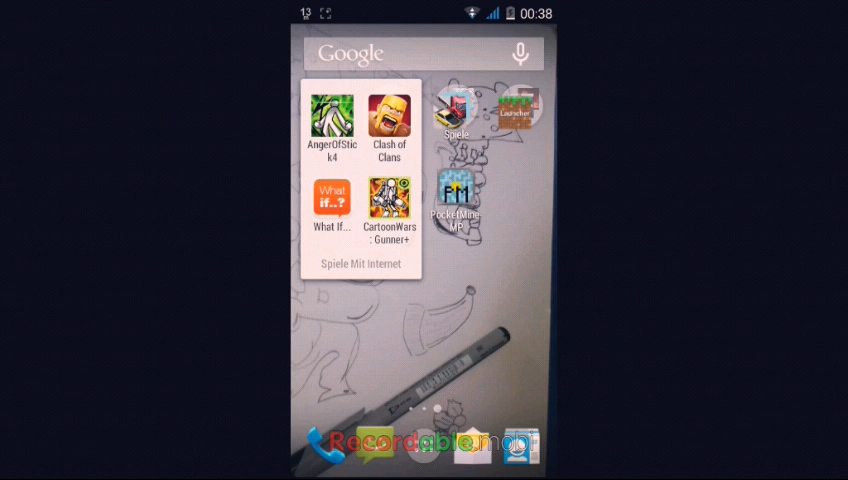 13
00:38
Google
AngerOfStic
k4
Clash of
Clans
Spiele
Launcher
What
if..?
What If...
CartoonWars
: Gunner+
PM
PocketMine
MP
Spiele Mit Internet
Recordable.mobi